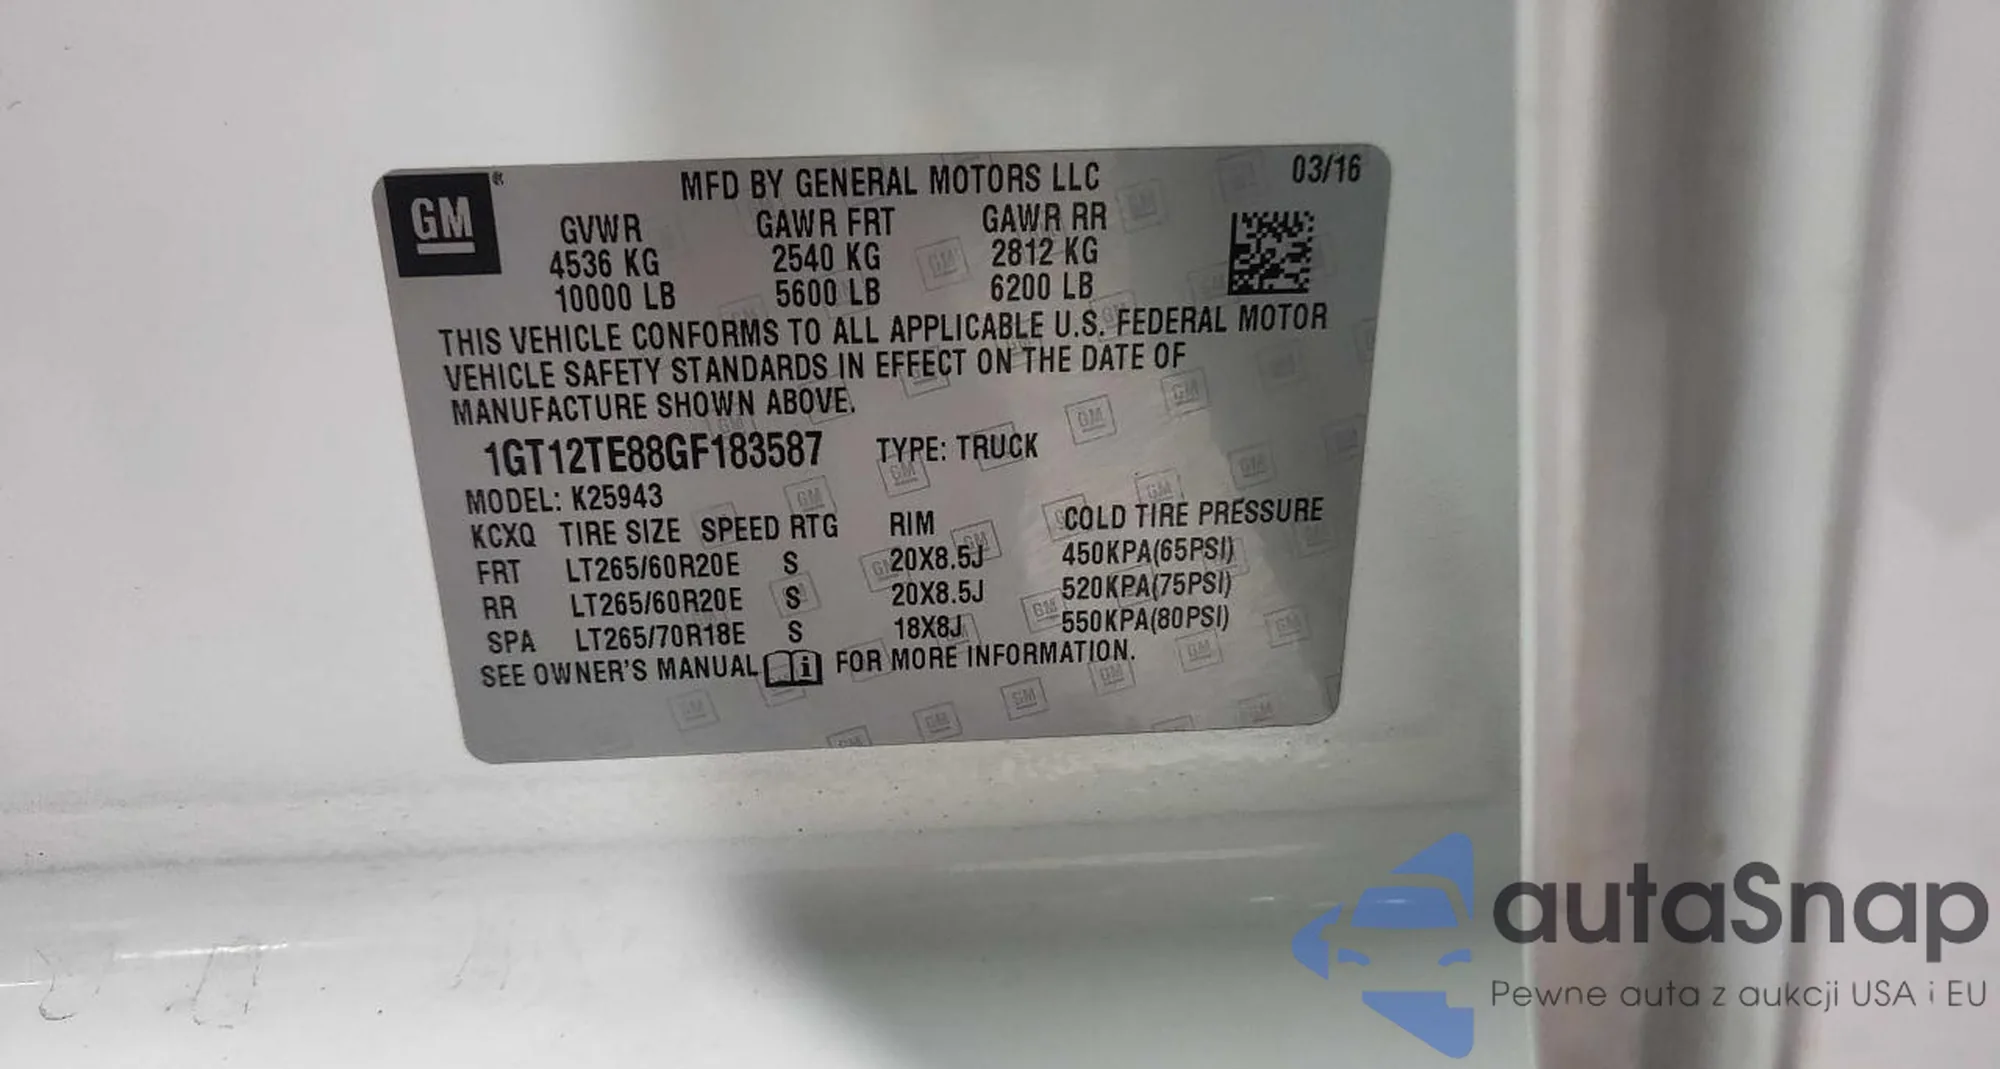 GM®
MFD BY GENERAL MOTORS LLC 03/16
GVWR GAWR FRT GAWR RR
4536 KG 2540 KG 2812 KG
10000 LB 5600 LB 6200 LB
THIS VEHICLE CONFORMS TO ALL APPLICABLE U.S. FEDERAL MOTOR
VEHICLE SAFETY STANDARDS IN EFFECT ON THE DATE OF
MANUFACTURE SHOWN ABOVE.
1GT12TE88GF183587 TYPE: TRUCK
MODEL: K25943
KCXQ TIRE SIZE SPEED RTG RIM COLD TIRE PRESSURE
FRT LT265/60R20E S 20X8.5J 450KPA(65PSI)
RR LT265/60R20E S 20X8.5J 520KPA(75PSI)
SPA LT265/70R18E S 18X8J 550KPA(80PSI)
SEE OWNER'S MANUAL i FOR MORE INFORMATION.
autaSnap
Pewne auta z aukcji USA i EU